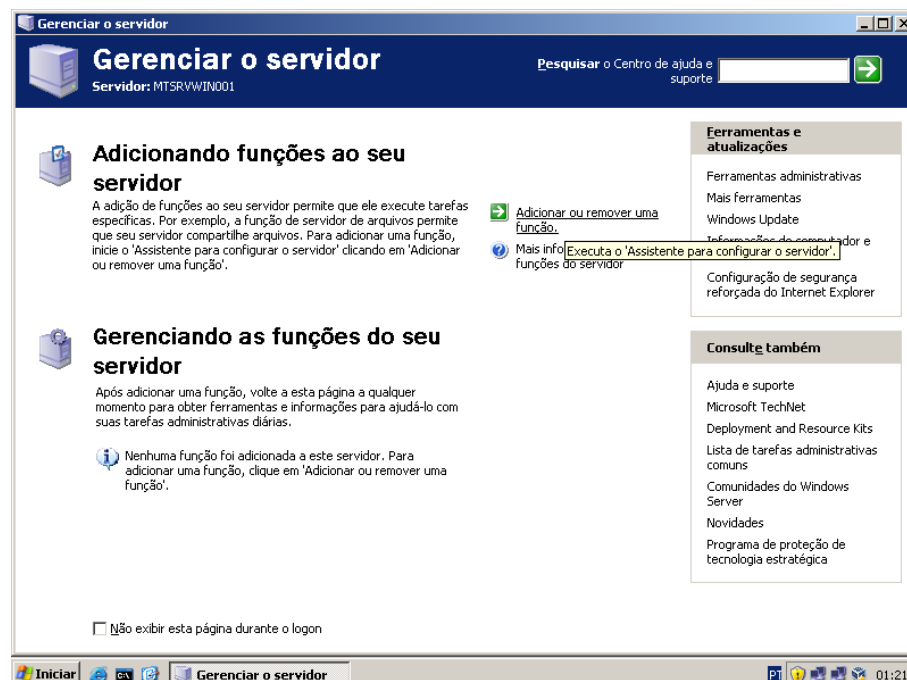 Gerenciar o servidor
Gerenciar o servidor
Servidor: MTSRVWIN001
Pesquisar o Centro de ajuda e
suporte
Adicionando funções ao seu
servidor
A adição de funções ao seu servidor permite que ele execute tarefas
específicas. Por exemplo, a função de servidor de arquivos permite
que seu servidor compartilhe arquivos. Para adicionar uma função,
inicie o 'Assistente para configurar o servidor' clicando em 'Adicionar
ou remover uma função'.
Adicionar ou remover uma
função.
Mais info
funções do servidor
Executa o 'Assistente para configurar o servidor'.
Gerenciando as funções do seu
servidor
Após adicionar uma função, volte a esta página a qualquer
momento para obter ferramentas e informações para ajudá-lo com
suas tarefas administrativas diárias.
Nenhuma função foi adicionada a este servidor. Para
adicionar uma função, clique em 'Adicionar ou remover uma
função'.
Ferramentas e
atualizações
Ferramentas administrativas
Mais ferramentas
Windows Update
Informações do computador e
Configuração de segurança
reforçada do Internet Explorer
Consulte também
Ajuda e suporte
Microsoft TechNet
Deployment and Resource Kits
Lista de tarefas administrativas
comuns
Comunidades do Windows
Server
Novidades
Programa de proteção de
tecnologia estratégica
Não exibir esta página durante o logon
Iniciar
Gerenciar o servidor
PT
01:21